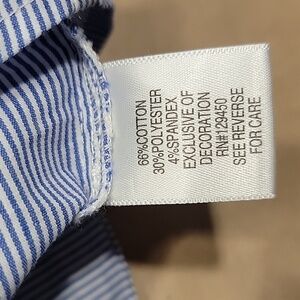 66%COTTON
30%POLYESTER
4%SPANDEX
EXCLUSIVE OF
DECORATION
RN#129450
SEE REVERSE
FOR CARE